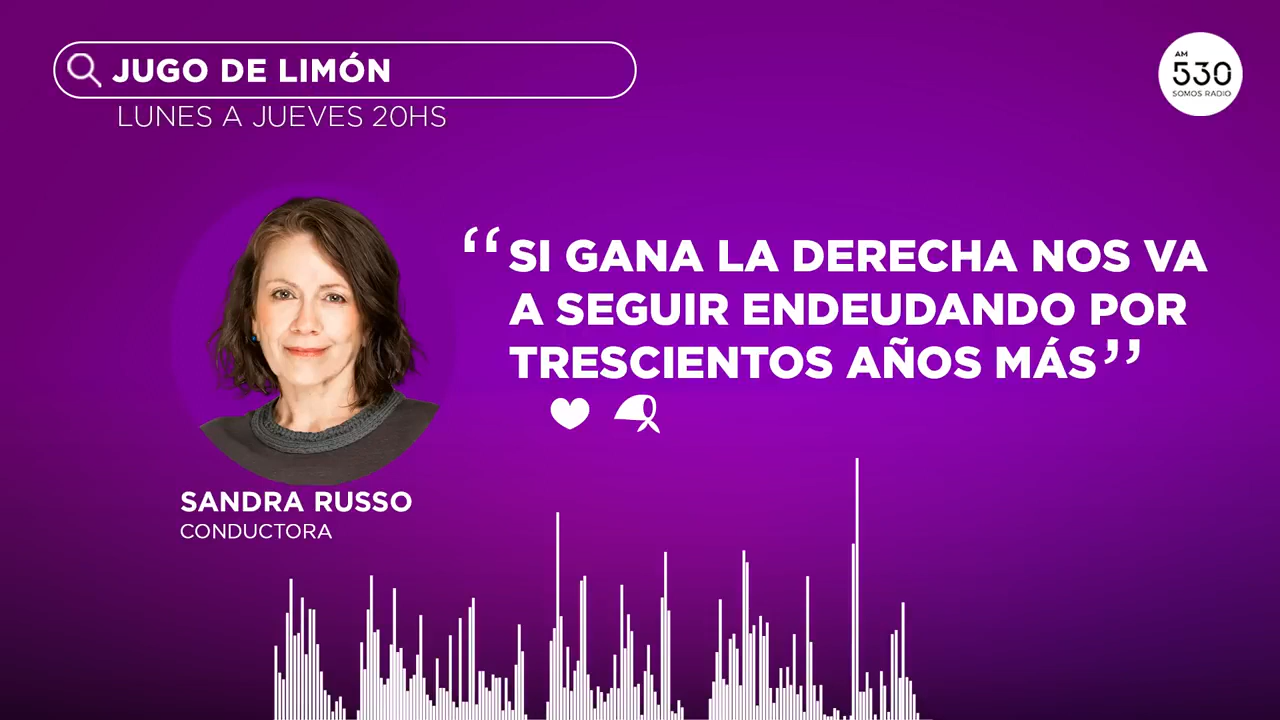 JUGO DE LIMÓN
LUNES A JUEVES 20HS
AM
530
SOMOS RADIO
“SI GANA LA DERECHA NOS VA
A SEGUIR ENDEUDANDO POR
TRESCIENTOS AÑOS MÁS”
SANDRA RUSSO
CONDUCTORA